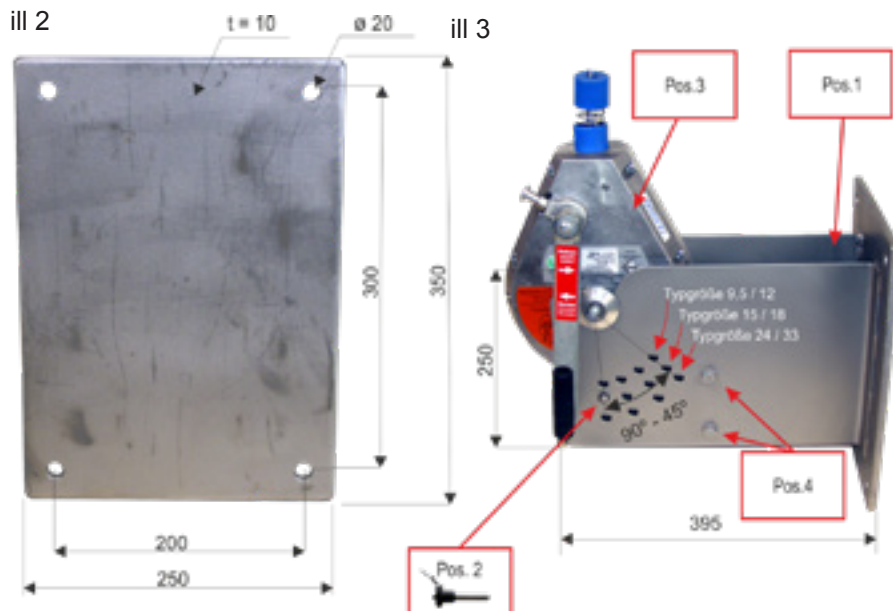 ill 2
t = 10
ø 20
300
350
200
250
ill 3
Pos.3
Pos.1
Typgröße 9,5 / 12
Typgröße 15 / 18
Typgröße 24 / 33
250
90° - 45°
Pos.4
395
Pos. 2